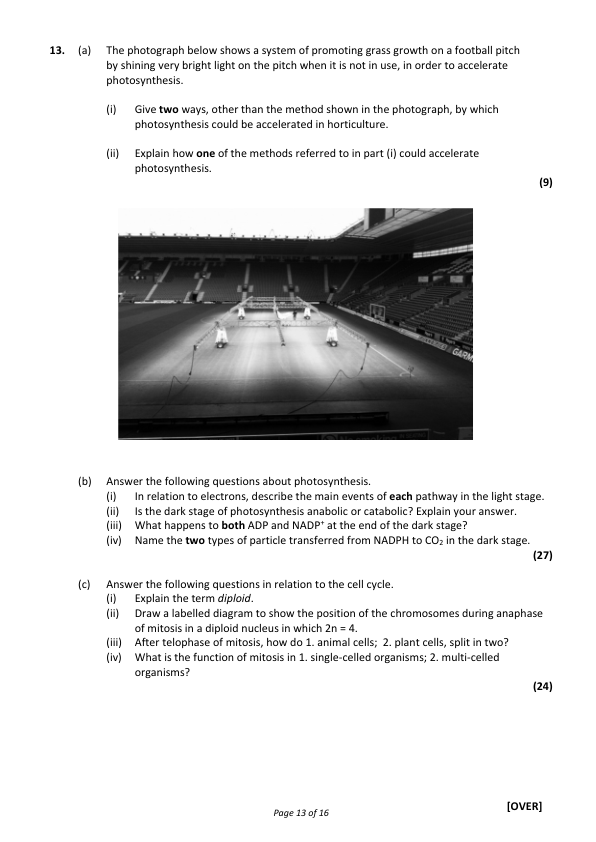 13. (a) The photograph below shows a system of promoting grass growth on a football pitch
by shining very bright light on the pitch when it is not in use, in order to accelerate
photosynthesis.
(i) Give two ways, other than the method shown in the photograph, by which
photosynthesis could be accelerated in horticulture.
(ii) Explain how one of the methods referred to in part (i) could accelerate
photosynthesis.
(9)
(b) Answer the following questions about photosynthesis.
(i) In relation to electrons, describe the main events of each pathway in the light stage.
(ii) Is the dark stage of photosynthesis anabolic or catabolic? Explain your answer.
(iii) What happens to both ADP and NADP⁺ at the end of the dark stage?
(iv) Name the two types of particle transferred from NADPH to CO₂ in the dark stage.
(27)
(c) Answer the following questions in relation to the cell cycle.
(i) Explain the term diploid.
(ii) Draw a labelled diagram to show the position of the chromosomes during anaphase
of mitosis in a diploid nucleus in which 2n = 4.
(iii) After telophase of mitosis, how do 1. animal cells; 2. plant cells, split in two?
(iv) What is the function of mitosis in 1. single-celled organisms; 2. multi-celled
organisms?
(24)
[OVER]
Page 13 of 16